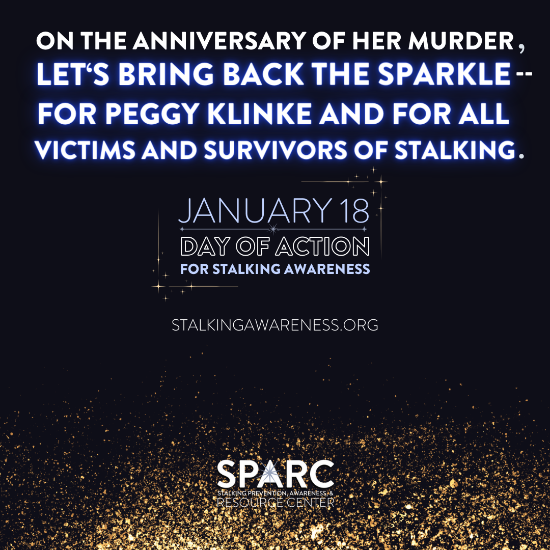 ON THE ANNIVERSARY OF HER MURDER,
LET‘S BRING BACK THE SPARKLE--
FOR PEGGY KLINKE AND FOR ALL
VICTIMS AND SURVIVORS OF STALKING.
JANUARY 18
DAY OF ACTION
FOR STALKING AWARENESS
STALKINGAWARENESS.ORG
SPARC
STALKING PREVENTION, AWARENESS, &
RESOURCE CENTER